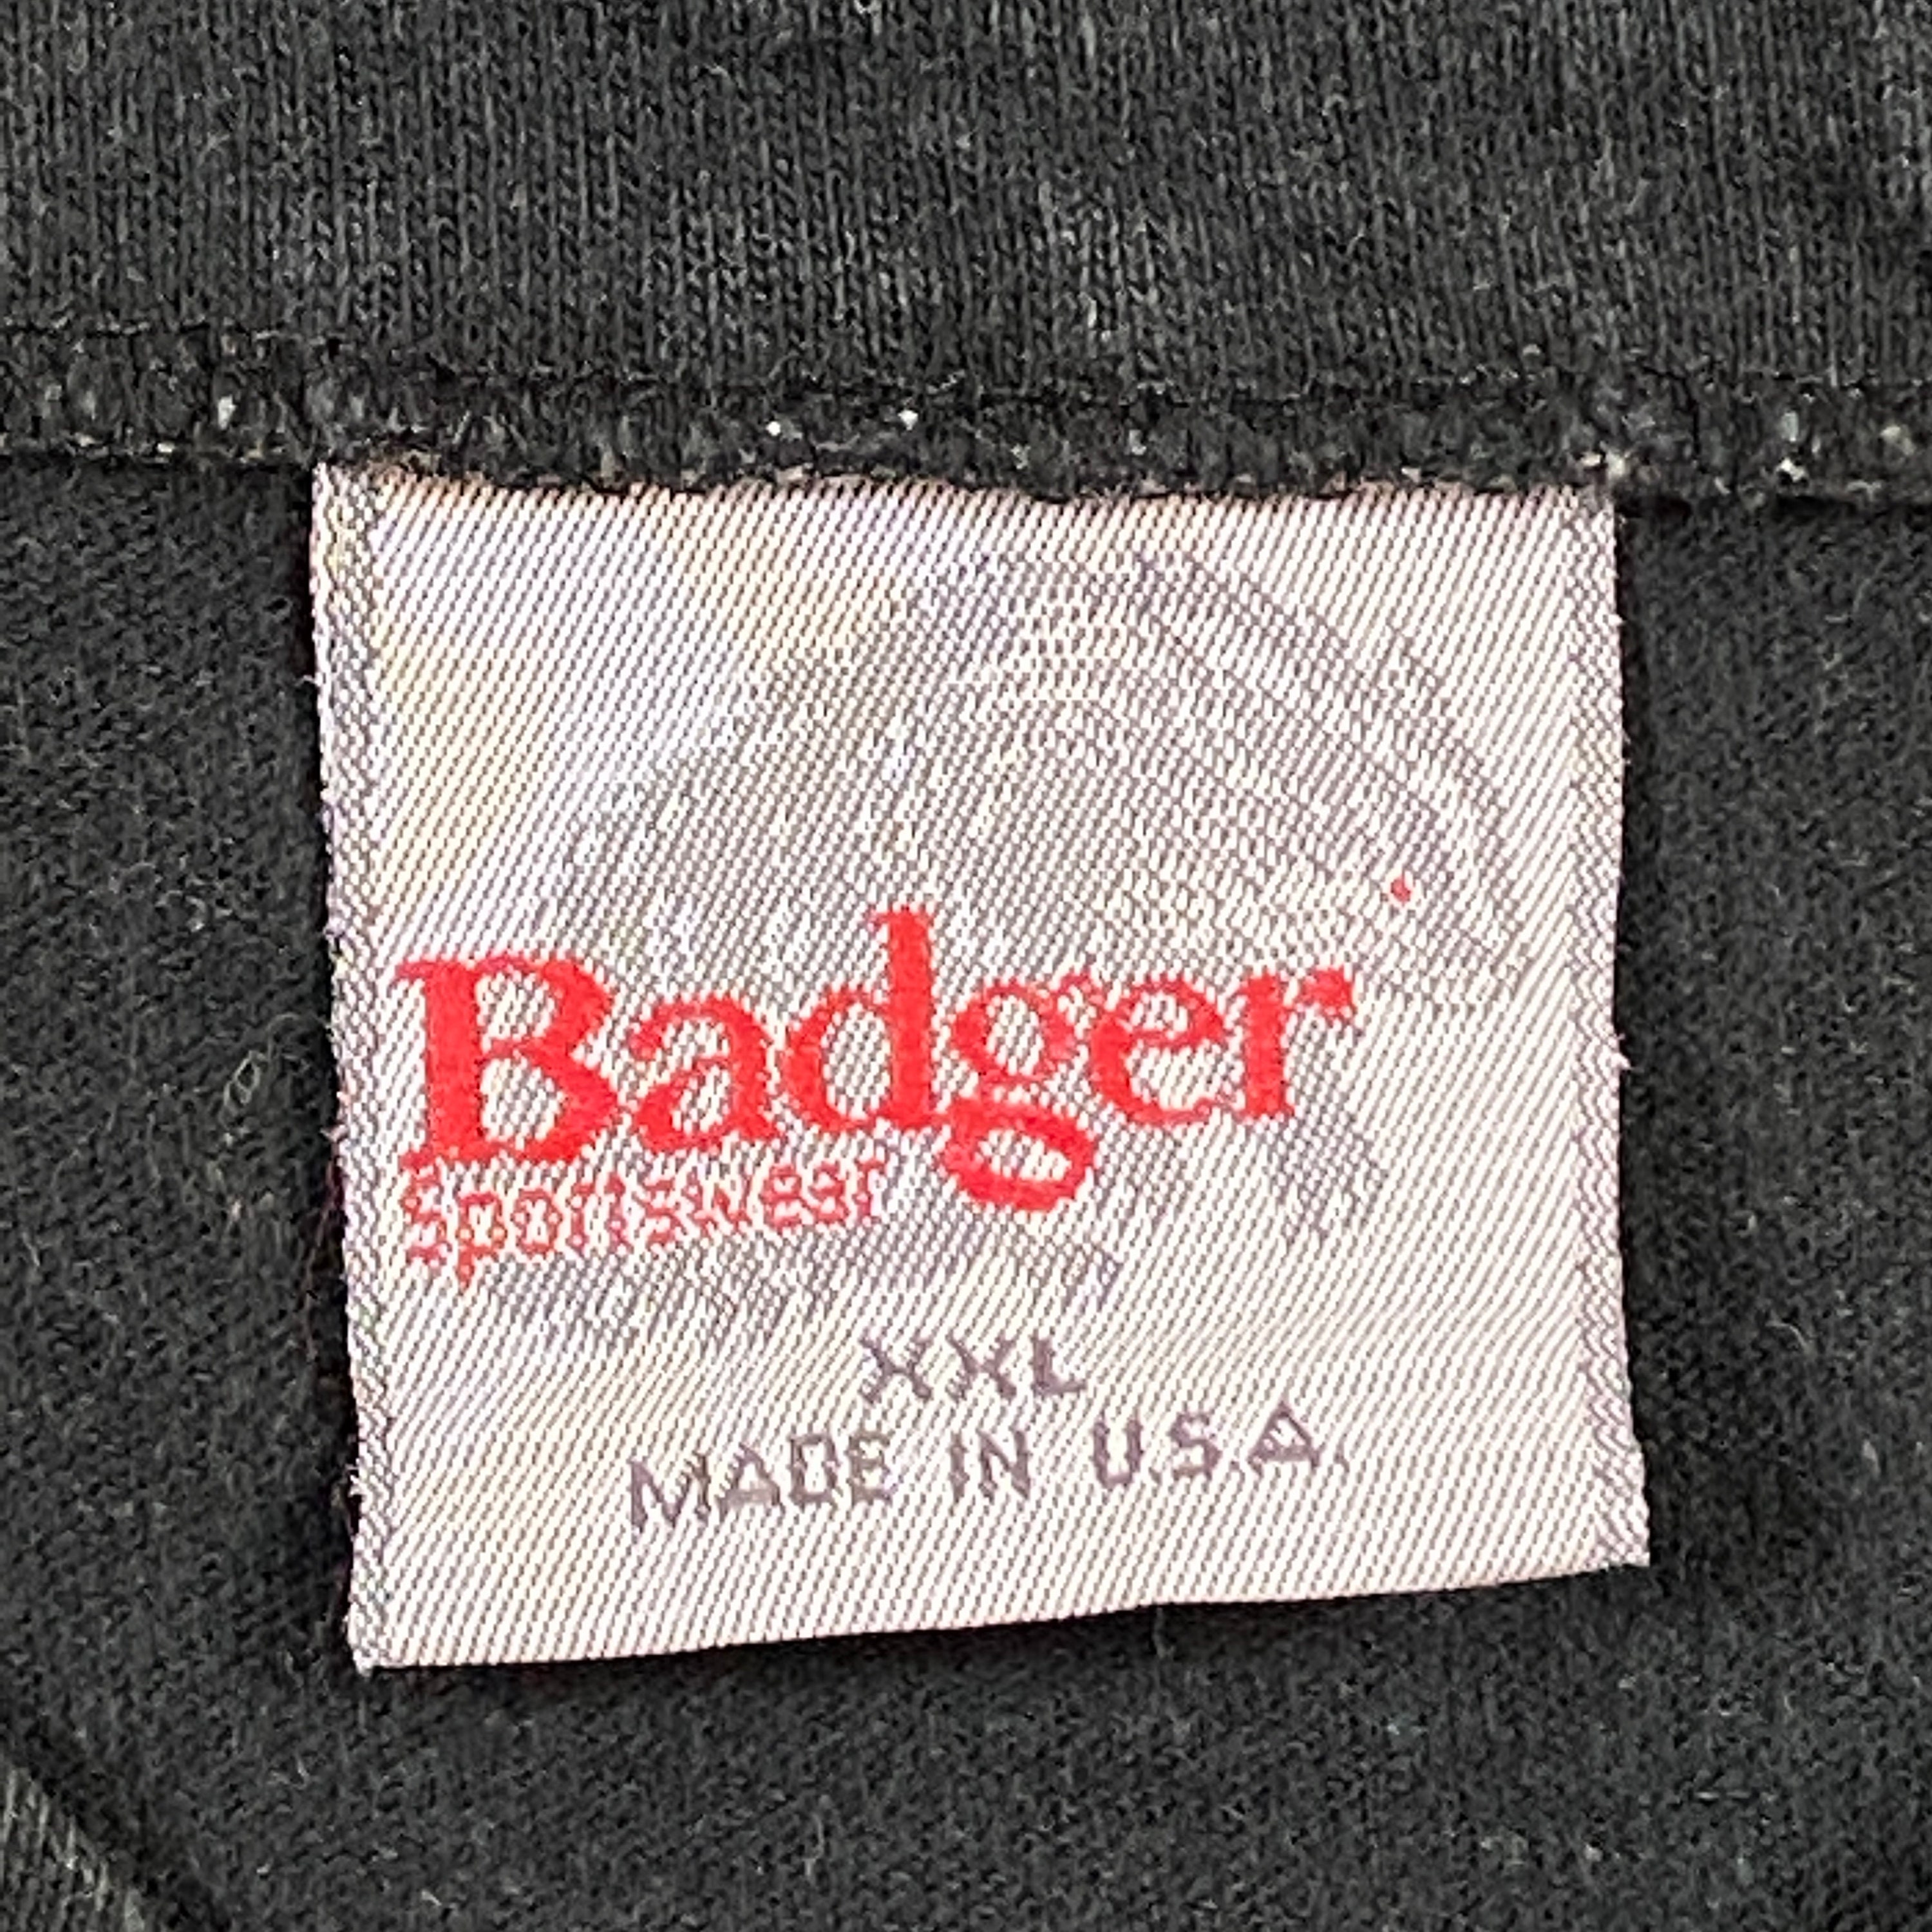 Badger
Sportswear
XXL
MADE IN U.S.A.